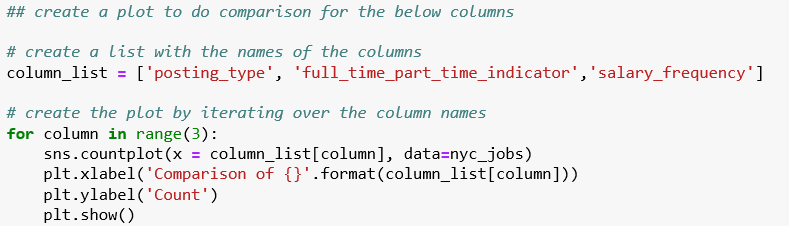 ## create a plot to do comparison for the below columns
# create a list with the names of the columns
column_list = ['posting_type', 'full_time_part_time_indicator','salary_frequency']
# create the plot by iterating over the column names
for column in range(3):
    sns.countplot(x = column_list[column], data=nyc_jobs)
    plt.xlabel('Comparison of {}'.format(column_list[column]))
    plt.ylabel('Count')
    plt.show()